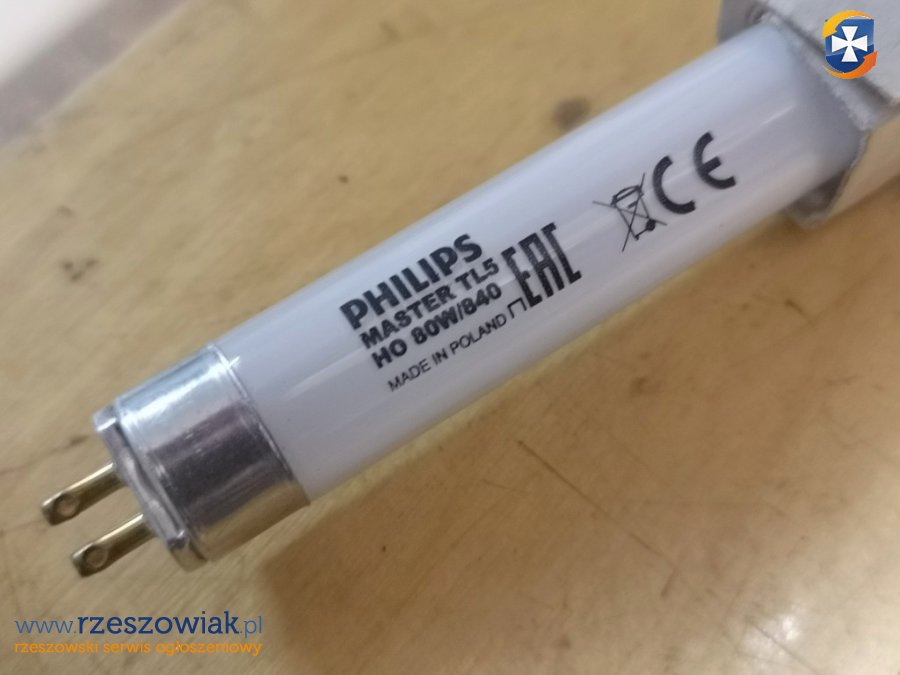 PHILIPS
MASTER TL5
HO 80W/840
MADE IN POLAND
EAC
CE
www.rzeszowiak.pl
rzeszowski serwis ogłoszeniowy